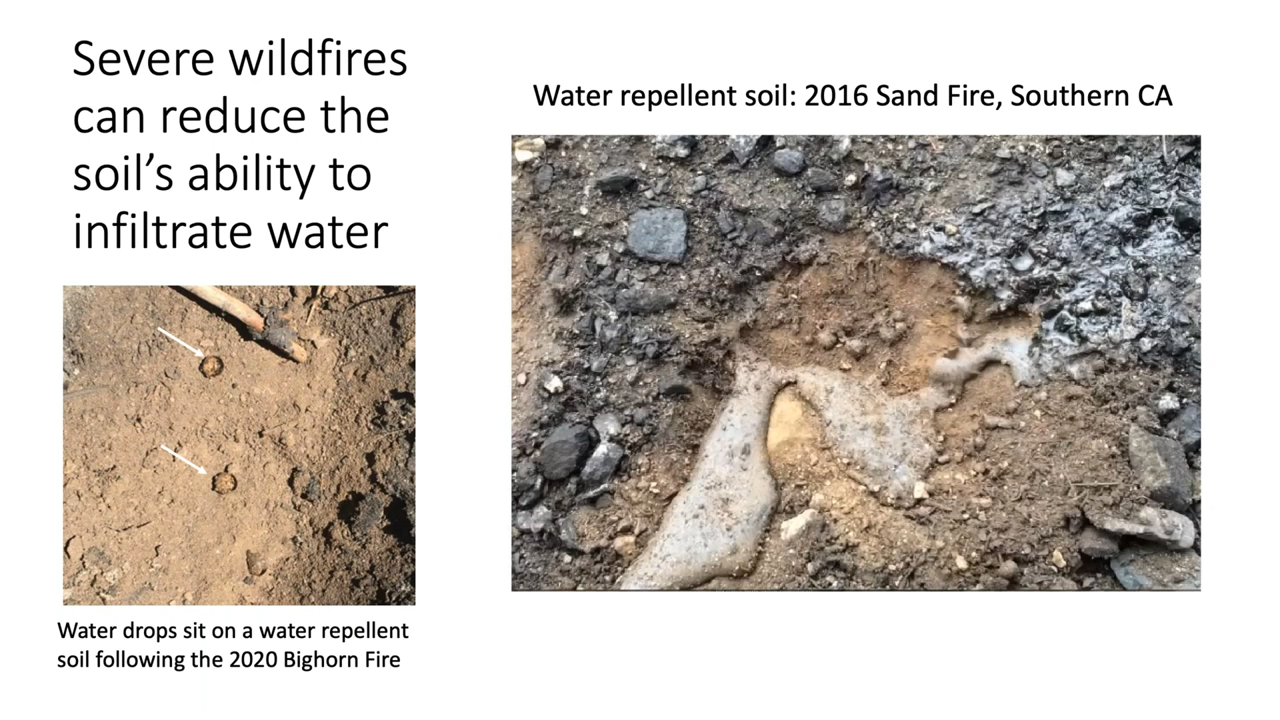 Severe wildfires
can reduce the
soil’s ability to
infiltrate water
Water repellent soil: 2016 Sand Fire, Southern CA
Water drops sit on a water repellent
soil following the 2020 Bighorn Fire